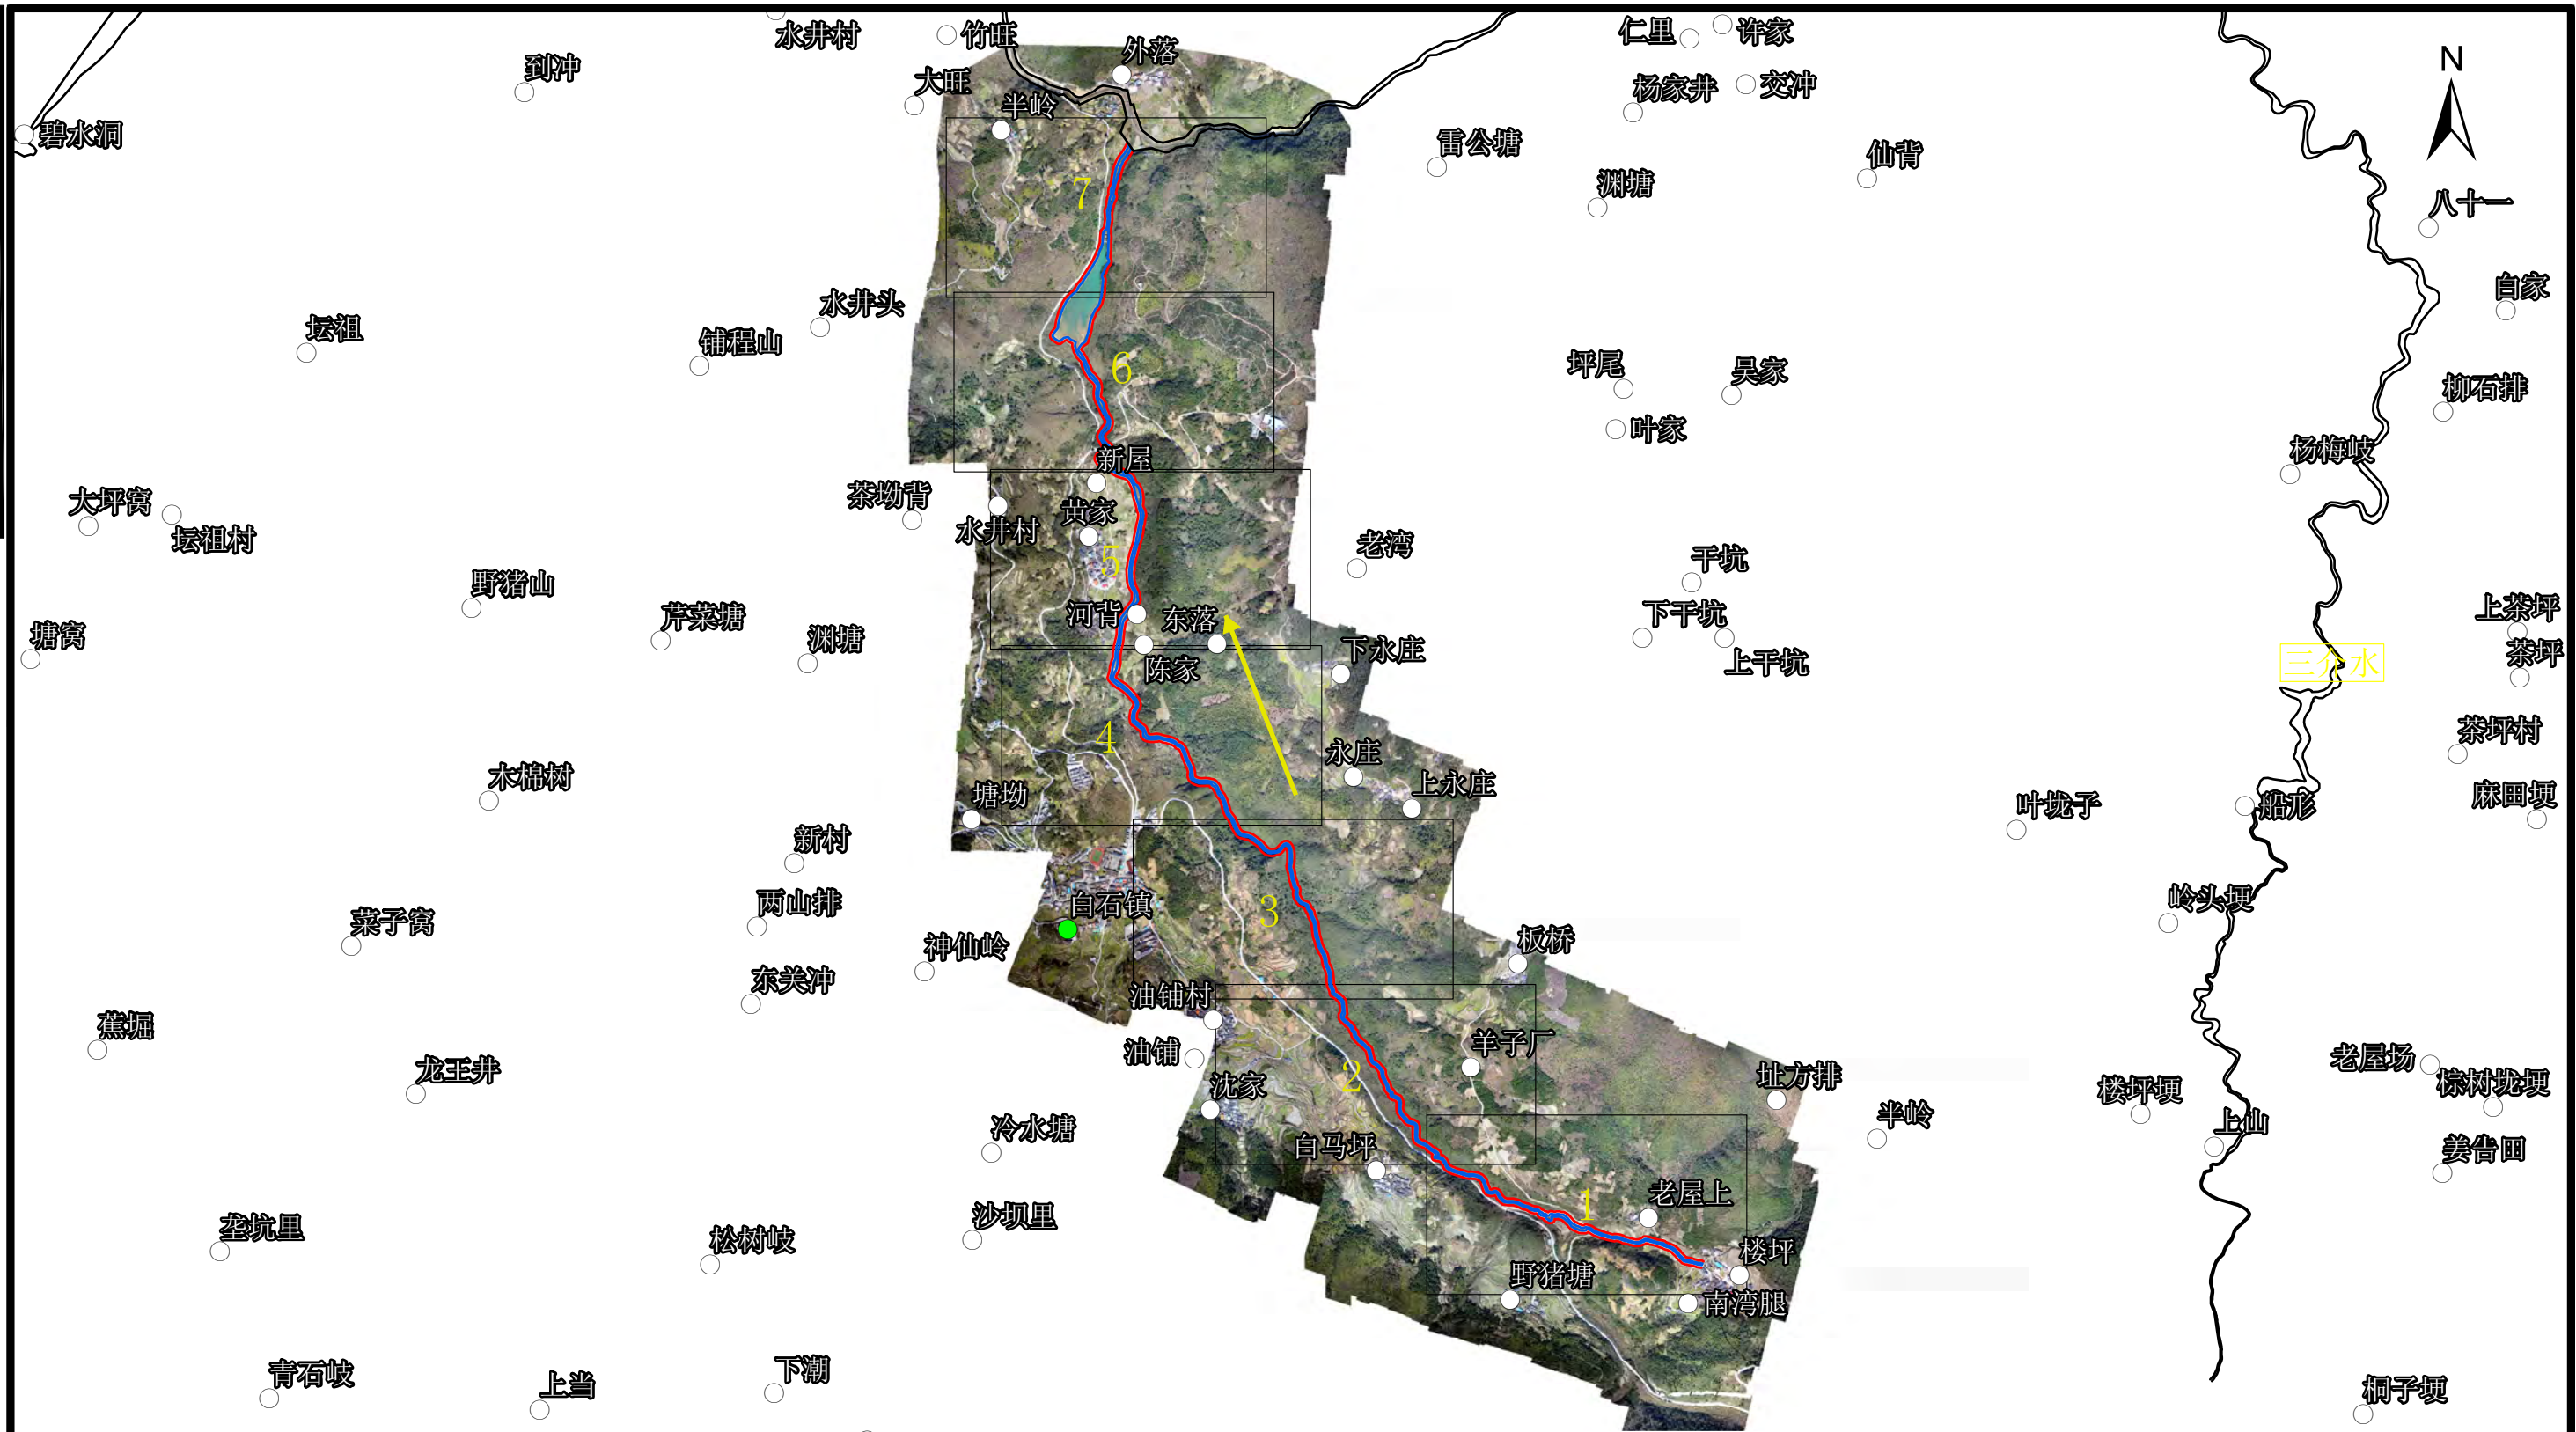 水井村
竹旺
外落
仁里
许家
N
到冲
大旺
半岭
杨家井
交冲
碧水洞
雷公塘
仙背
7
渊塘
八十一
白家
水井头
坛祖
铺程山
6
坪尾
吴家
柳石排
叶家
杨梅岐
新屋
大坪窝
茶坳背
坛祖村
水井村
黄家
老湾
干坑
5
野猪山
芹菜塘
河背
东落
下干坑
上茶坪
塘窝
渊塘
下永庄
茶坪
陈家
上干坑
三介水
4
茶坪村
永庄
木棉树
上永庄
塘坳
叶垅子
船形
麻田埂
新村
两山排
白石镇
3
岭头埂
菜子窝
神仙岭
板桥
东关冲
油铺村
蕉堀
油铺
羊子厂
龙王井
2
沈家
址方排
老屋场
棕树垅埂
楼坪埂
半岭
上山
冷水塘
白马坪
姜告田
老屋上
1
沙坝里
垄坑里
松树岐
楼坪
野猪塘
南湾腿
青石岐
上当
下潮
桐子埂